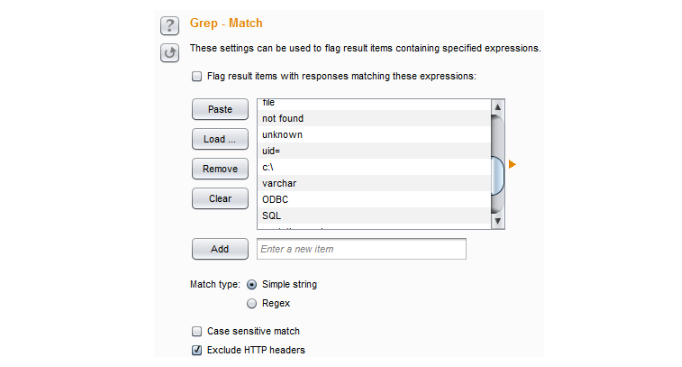 ?
Grep - Match
These settings can be used to flag result items containing specified expressions.
Flag result items with responses matching these expressions:
Paste
Load ...
Remove
Clear
file
not found
unknown
uid=
c:\
varchar
ODBC
SQL
Add
Enter a new item
Match type:
Simple string
Regex
Case sensitive match
Exclude HTTP headers